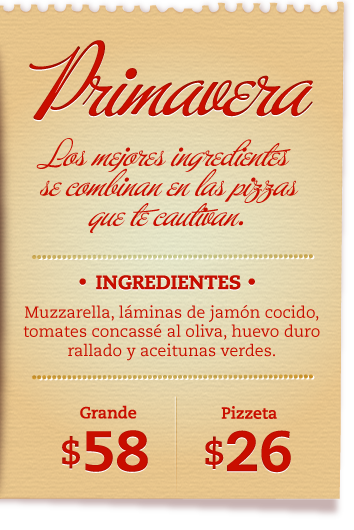 Primavera
Los mejores ingredientes
se combinan en las pizzas
que te cautivan.
• INGREDIENTES •
Muzzarella, láminas de jamón cocido,
tomates concassé al oliva, huevo duro
rallado y aceitunas verdes.
Grande Pizzeta
$58 $26